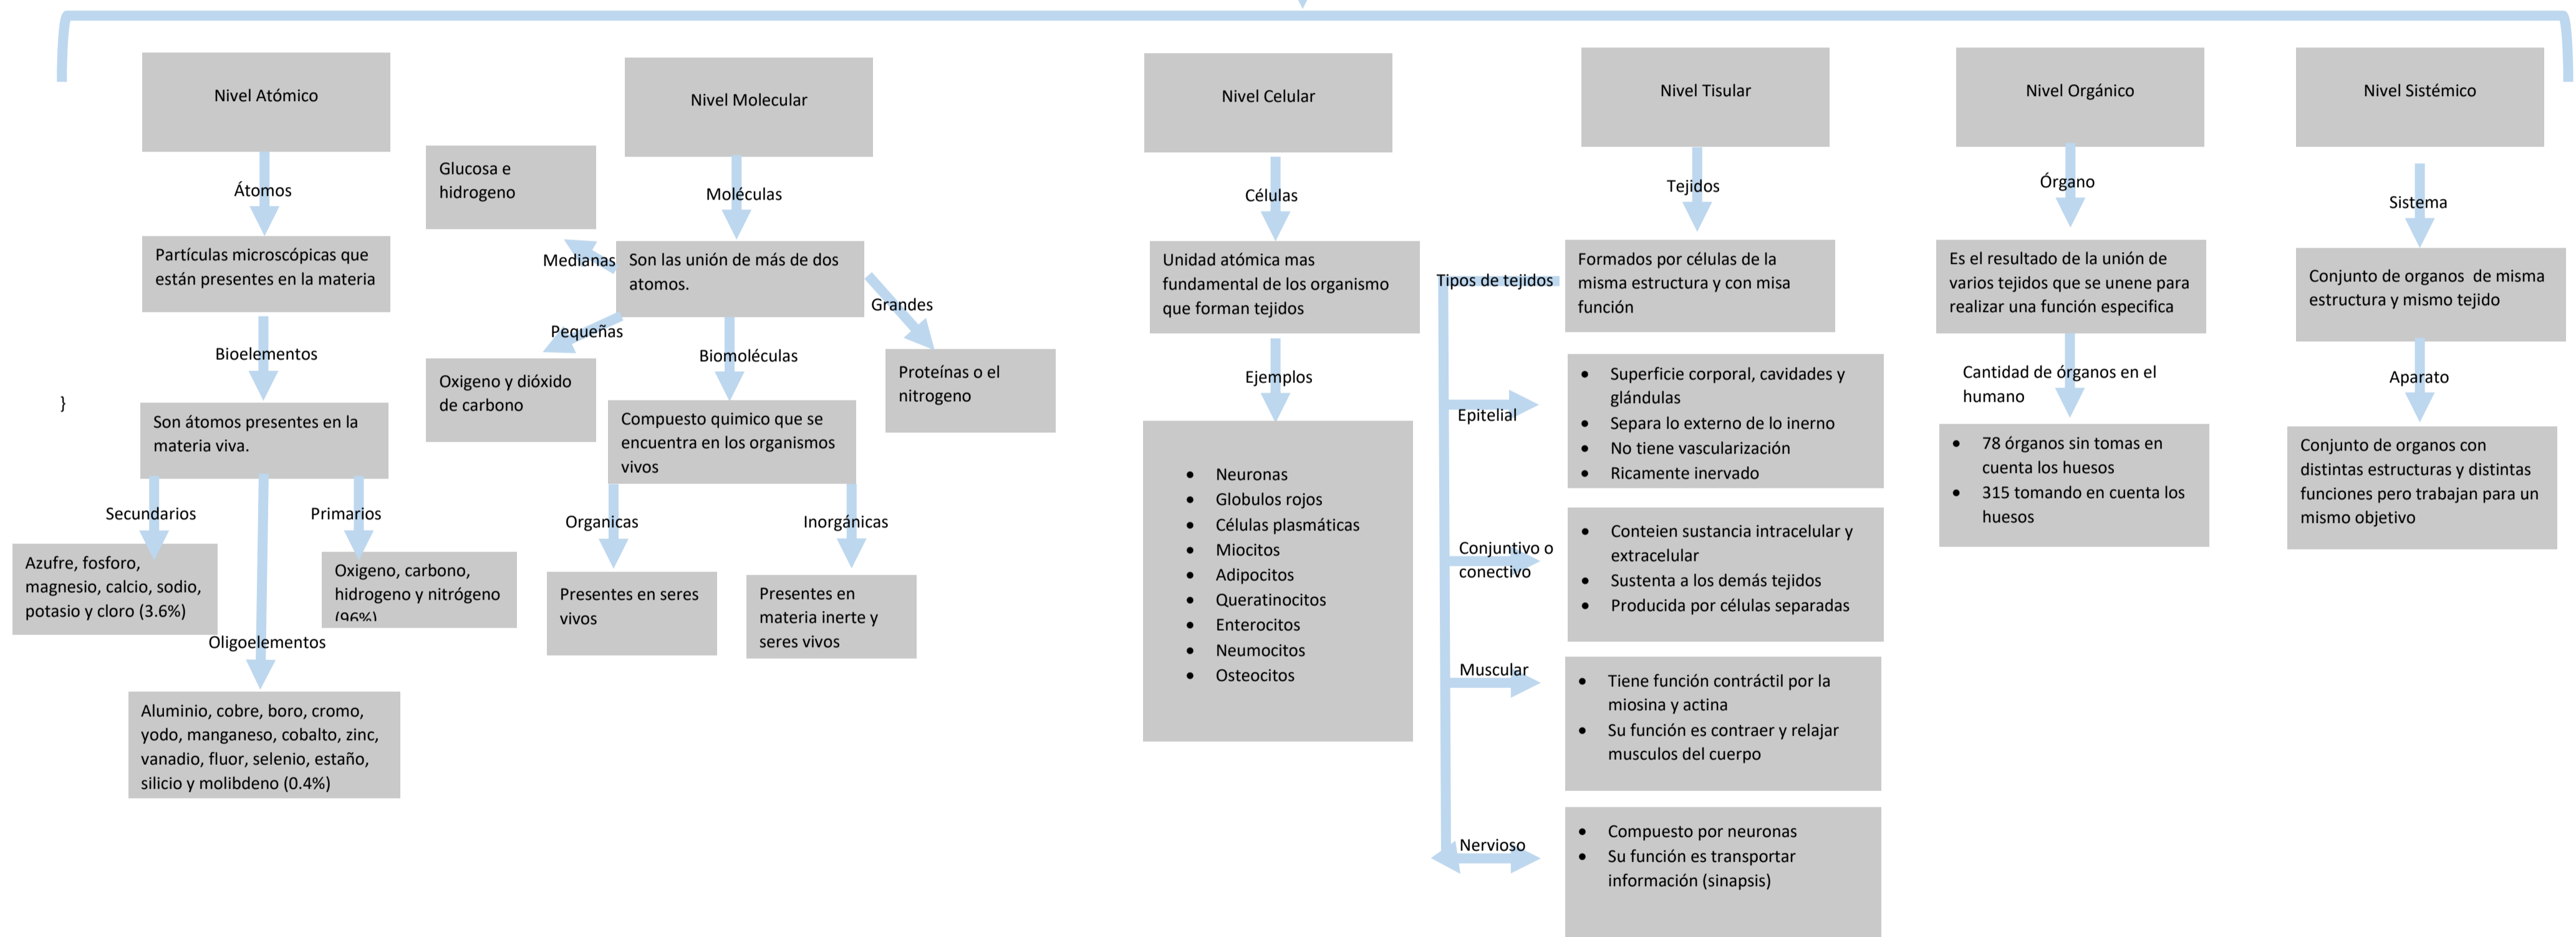 Nivel Atómico
Átomos
Partículas microscópicas que
están presentes en la materia
Bioelementos
}
Son átomos presentes en la
materia viva.
Secundarios
Primarios
Azufre, fosforo,
magnesio, calcio, sodio,
potasio y cloro (3.6%)
Oxigeno, carbono,
hidrogeno y nitrógeno
(96%)
Oligoelementos
Aluminio, cobre, boro, cromo,
yodo, manganeso, cobalto, zinc,
vanadio, fluor, selenio, estaño,
silicio y molibdeno (0.4%)
Nivel Molecular
Moléculas
Glucosa e
hidrogeno
Medianas
Son las unión de más de dos
atomos.
Grandes
Pequeñas
Biomoléculas
Oxigeno y dióxido
de carbono
Proteínas o el
nitrogeno
Compuesto quimico que se
encuentra en los organismos
vivos
Organicas
Inorgánicas
Presentes en seres
vivos
Presentes en
materia inerte y
seres vivos
Nivel Celular
Células
Unidad atómica mas
fundamental de los organismo
que forman tejidos
Ejemplos
• Neuronas
• Globulos rojos
• Células plasmáticas
• Miocitos
• Adipocitos
• Queratinocitos
• Enterocitos
• Neumocitos
• Osteocitos
Nivel Tisular
Tejidos
Formados por células de la
misma estructura y con misa
función
Tipos de tejidos
Epitelial
• Superficie corporal, cavidades y
glándulas
• Separa lo externo de lo inerno
• No tiene vascularización
• Ricamente inervado
Conjuntivo o
conectivo
• Conteien sustancia intracelular y
extracelular
• Sustenta a los demás tejidos
• Producida por células separadas
Muscular
• Tiene función contráctil por la
miosina y actina
• Su función es contraer y relajar
musculos del cuerpo
Nervioso
• Compuesto por neuronas
• Su función es transportar
información (sinapsis)
Nivel Orgánico
Órgano
Es el resultado de la unión de
varios tejidos que se unene para
realizar una función especifica
Cantidad de órganos en el
humano
• 78 órganos sin tomas en
cuenta los huesos
• 315 tomando en cuenta los
huesos
Nivel Sistémico
Sistema
Conjunto de organos  de misma
estructura y mismo tejido
Aparato
Conjunto de organos con
distintas estructuras y distintas
funciones pero trabajan para un
mismo objetivo